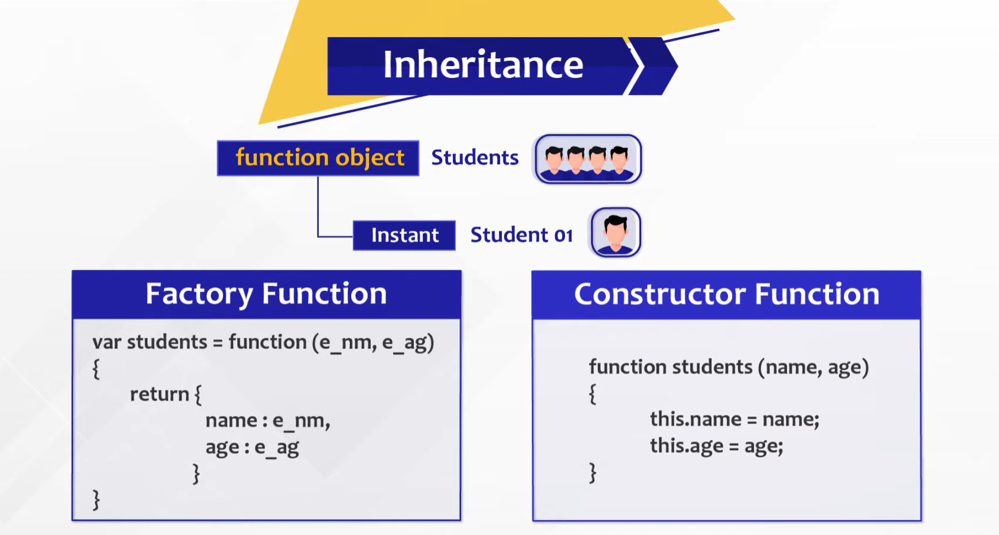 Inheritance
function object Students
Instant Student 01
Factory Function
var students = function (e_nm, e_ag)
{
return {
name : e_nm,
age : e_ag
}
}
Constructor Function
function students (name, age)
{
this.name = name;
this.age = age;
}